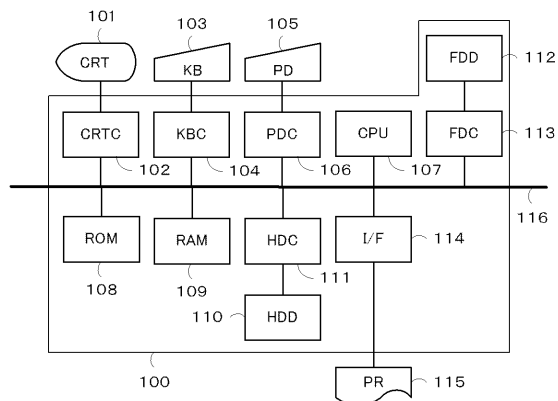 101
103
105
CRT
KB
PD
FDD
112
CRTC
KBC
PDC
CPU
FDC
113
102
104
106
107
116
ROM
RAM
HDC
I/F
114
108
109
111
110
HDD
100
PR
115